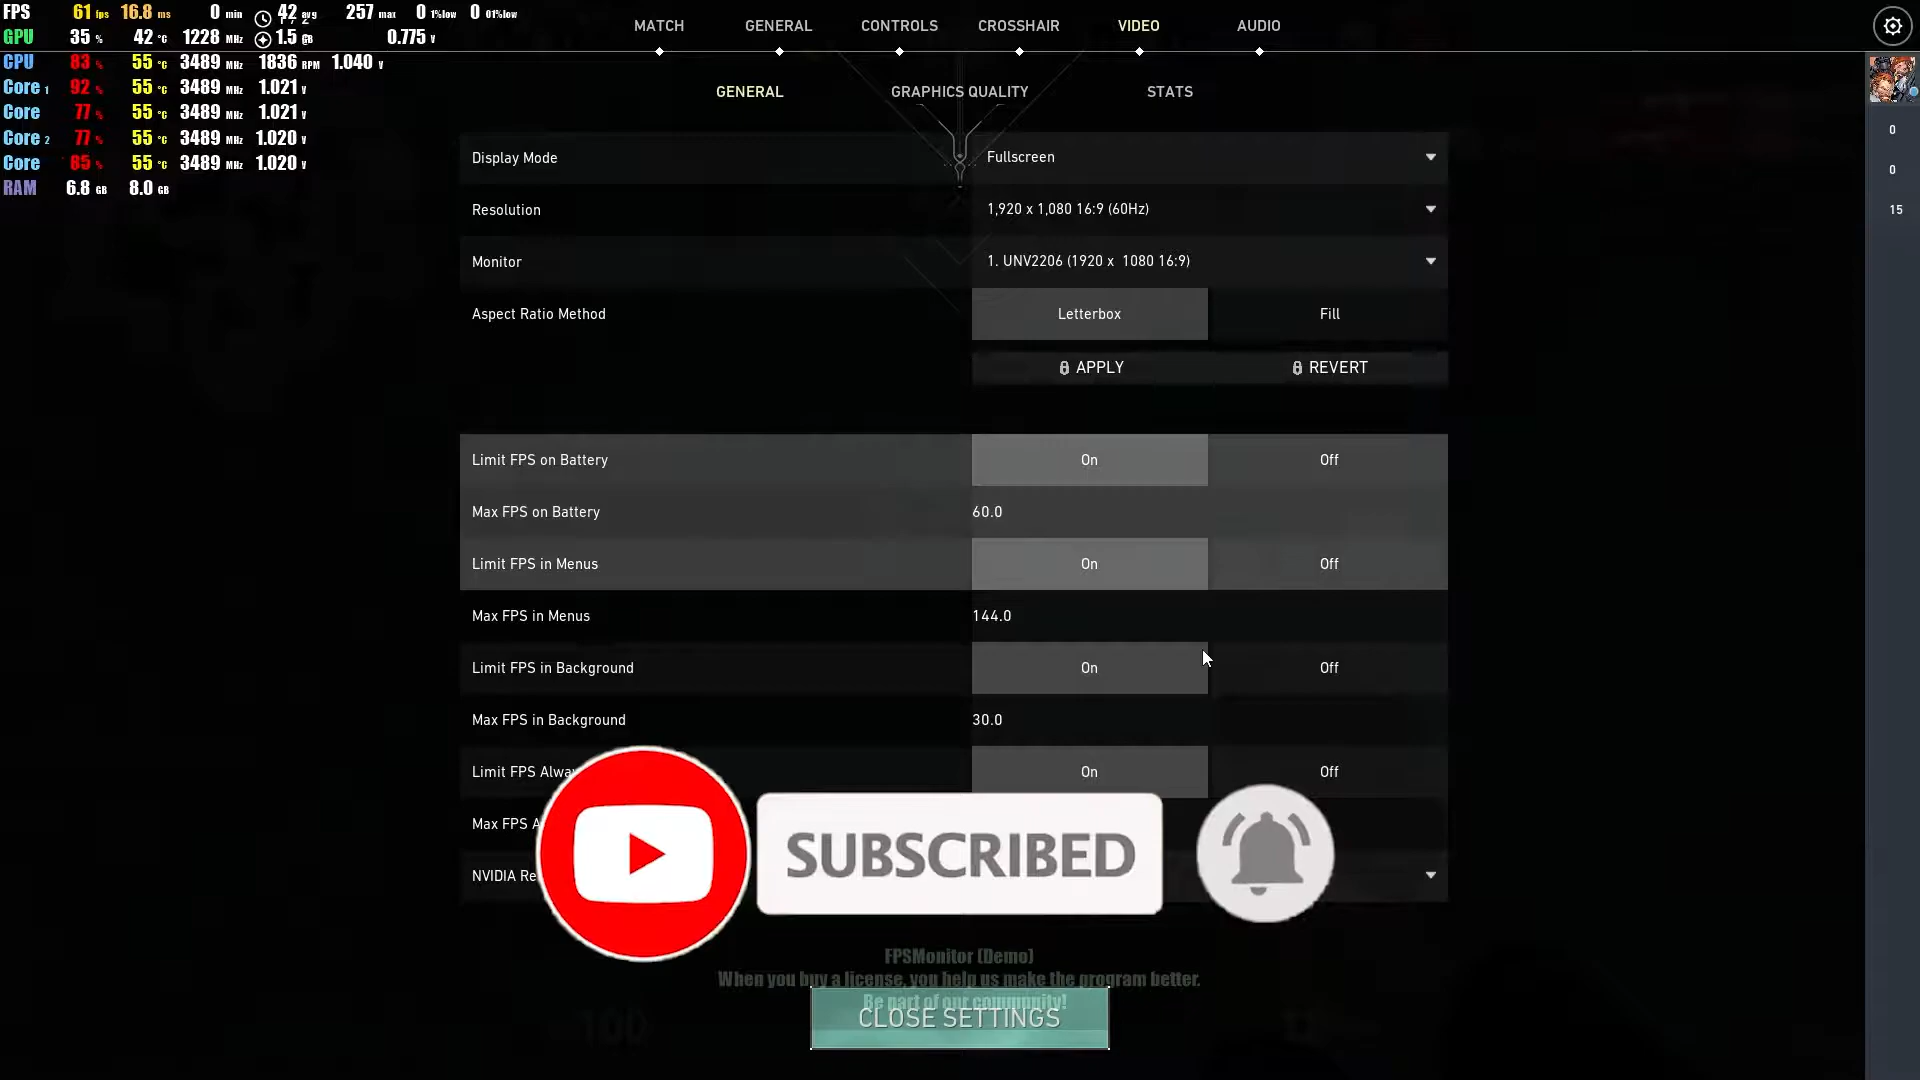 FPS 61 fps 16.8 ms 0 min 42 avg 257 max 0 1%low 0 01%low
GPU 35 % 42 °C 1228 MHz 1.5 GB 0.775 V
CPU 83 % 55 °C 3489 MHz 1836 RPM 1.040 V
Core 1 92 % 55 °C 3489 MHz 1.021 V
Core 77 % 55 °C 3489 MHz 1.021 V
Core 2 77 % 55 °C 3489 MHz 1.020 V
Core 85 % 55 °C 3489 MHz 1.020 V
RAM 6.8 GB 8.0 GB
MATCH GENERAL CONTROLS CROSSHAIR VIDEO AUDIO
GENERAL GRAPHICS QUALITY STATS
Display Mode Fullscreen
Resolution 1,920 x 1,080 16:9 (60Hz)
Monitor 1. UNV2206 (1920 x 1080 16:9)
Aspect Ratio Method Letterbox Fill
APPLY REVERT
Limit FPS on Battery On Off
Max FPS on Battery 60.0
Limit FPS in Menus On Off
Max FPS in Menus 144.0
Limit FPS in Background On Off
Max FPS in Background 30.0
Limit FPS Alwa On Off
Max FPS A
NVIDIA Re
SUBSCRIBED
FPSMonitor (Demo)
When you buy a license, you help us make the program better.
Be part of our community!
CLOSE SETTINGS
100
0
0
15